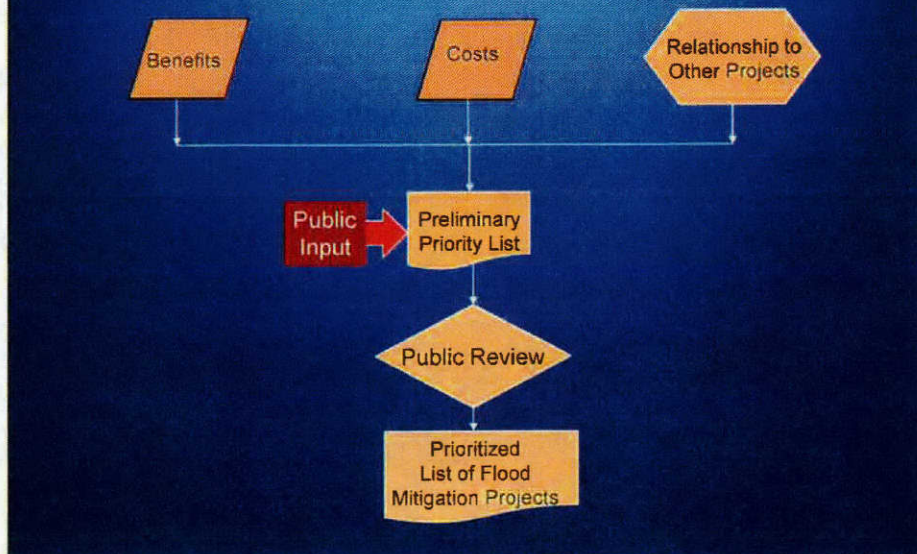 Benefits
Costs
Relationship to
Other Projects
Public
Input
Preliminary
Priority List
Public Review
Prioritized
List of Flood
Mitigation Projects